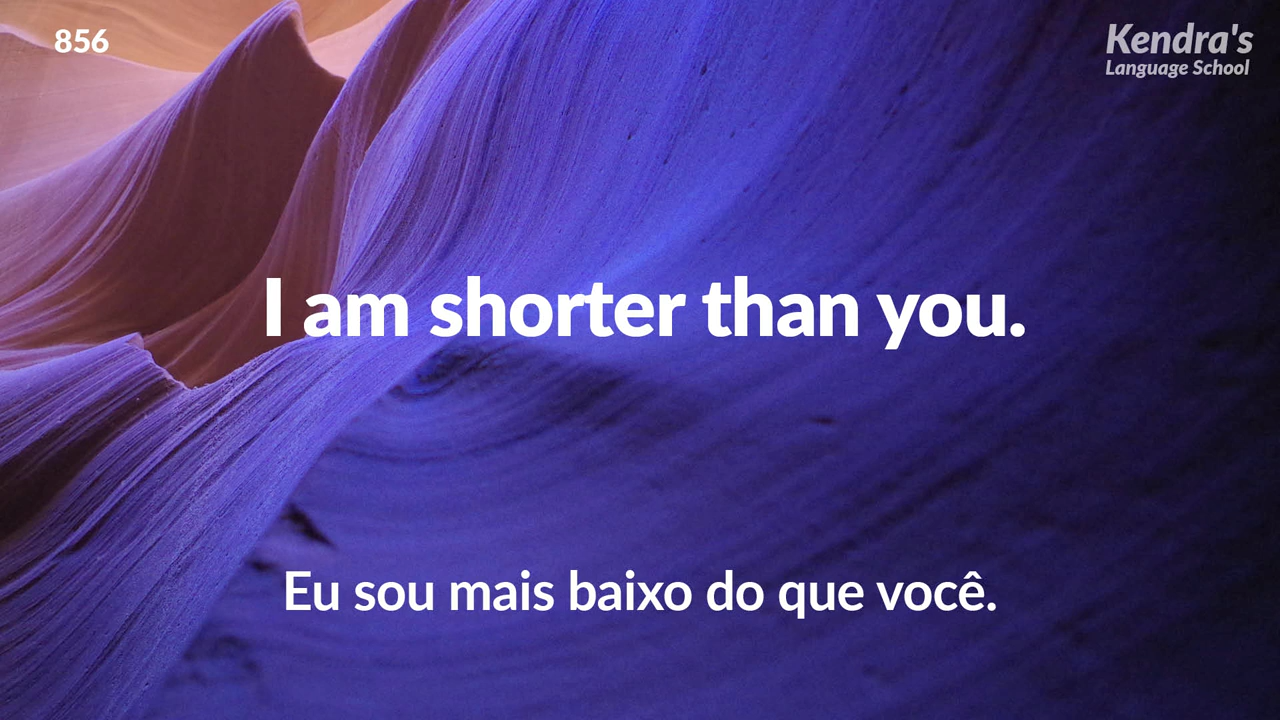 856
Kendra's
Language School
I am shorter than you.
Eu sou mais baixo do que você.